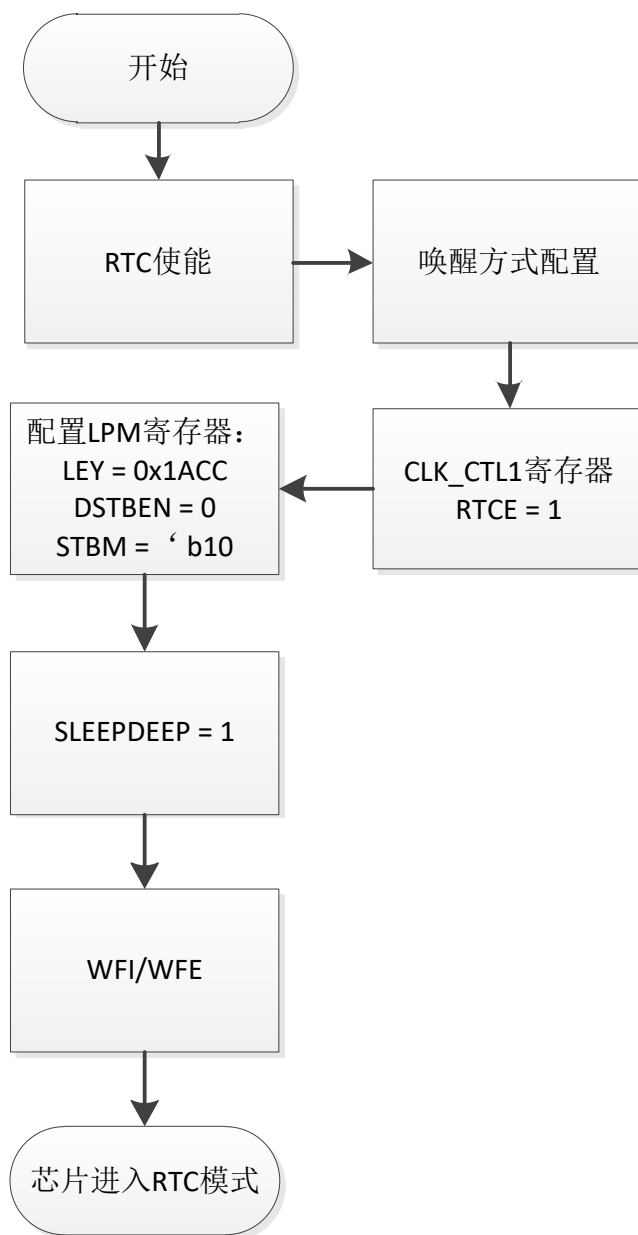 开始
RTC使能
唤醒方式配置
CLK_CTL1寄存器
RTCE = 1
配置LPM寄存器：
LEY = 0x1ACC
DSTBEN = 0
STBM = ‘ b10
SLEEPDEEP = 1
WFI/WFE
芯片进入RTC模式